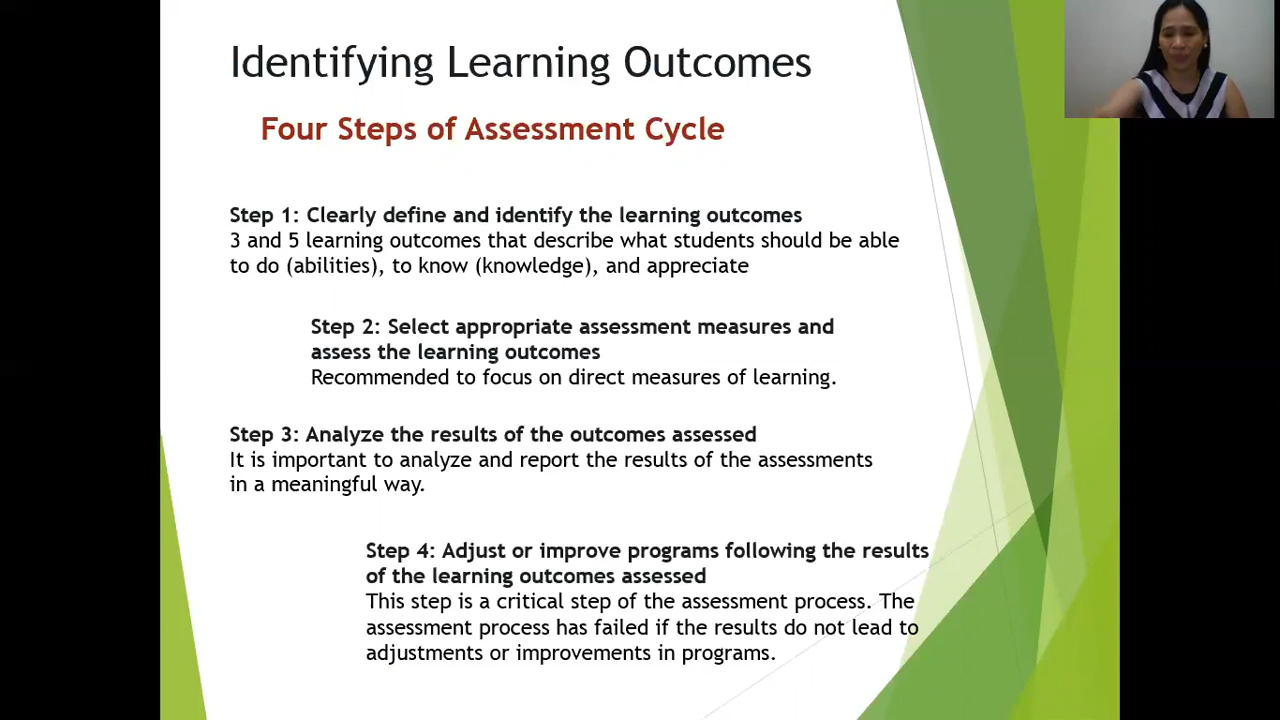 Identifying Learning Outcomes
Four Steps of Assessment Cycle
Step 1: Clearly define and identify the learning outcomes
3 and 5 learning outcomes that describe what students should be able
to do (abilities), to know (knowledge), and appreciate
Step 2: Select appropriate assessment measures and
assess the learning outcomes
Recommended to focus on direct measures of learning.
Step 3: Analyze the results of the outcomes assessed
It is important to analyze and report the results of the assessments
in a meaningful way.
Step 4: Adjust or improve programs following the results
of the learning outcomes assessed
This step is a critical step of the assessment process. The
assessment process has failed if the results do not lead to
adjustments or improvements in programs.